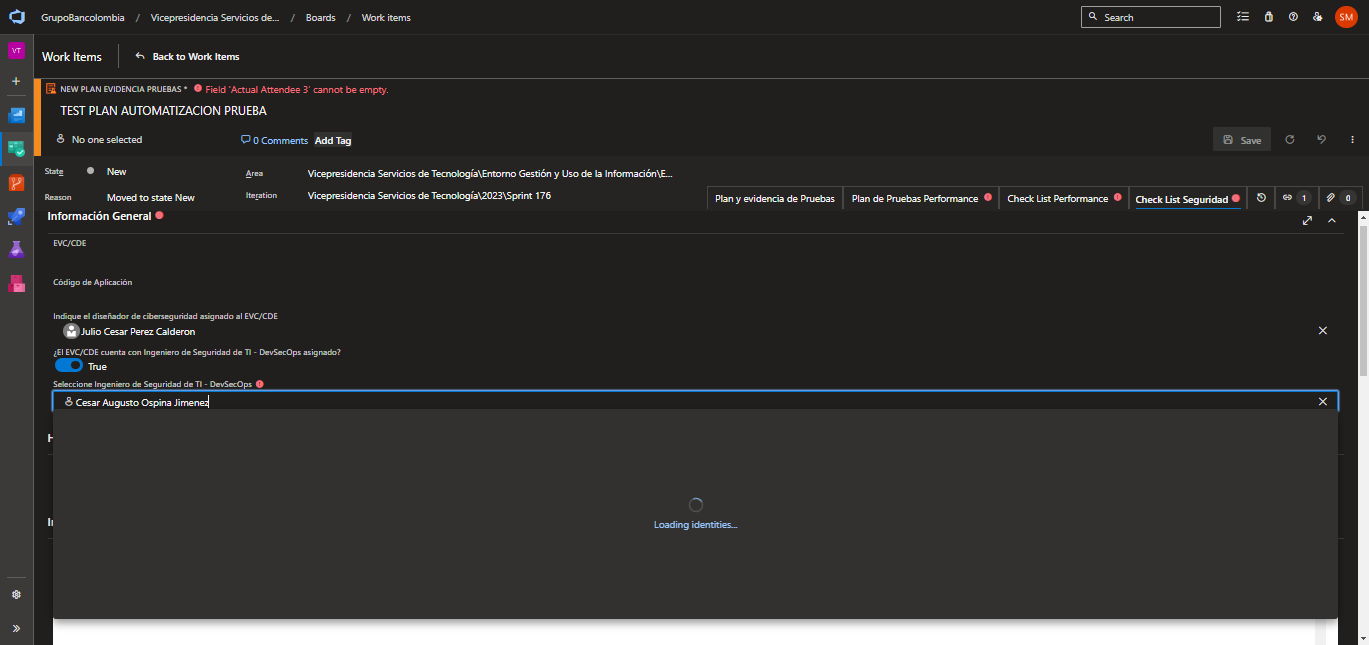 GrupoBancolombia / Vicepresidencia Servicios de... / Boards / Work items
Search
SM
VT
Work Items
Back to Work Items
NEW PLAN EVIDENCIA PRUEBAS * Field 'Actual Attendee 3' cannot be empty.
TEST PLAN AUTOMATIZACION PRUEBA
No one selected
0 Comments
Add Tag
Save
State
New
Area
Vicepresidencia Servicios de Tecnología\Entorno Gestión y Uso de la Información\E...
Reason
Moved to state New
Iteration
Vicepresidencia Servicios de Tecnología\2023\Sprint 176
Plan y evidencia de Pruebas
Plan de Pruebas Performance
Check List Performance
Check List Seguridad
1
0
Información General
EVC/CDE
Código de Aplicación
Indique el diseñador de ciberseguridad asignado al EVC/CDE
Julio Cesar Perez Calderon
¿El EVC/CDE cuenta con Ingeniero de Seguridad de TI - DevSecOps asignado?
True
Seleccione Ingeniero de Seguridad de TI - DevSecOps
Cesar Augusto Ospina Jimenez
Loading identities...